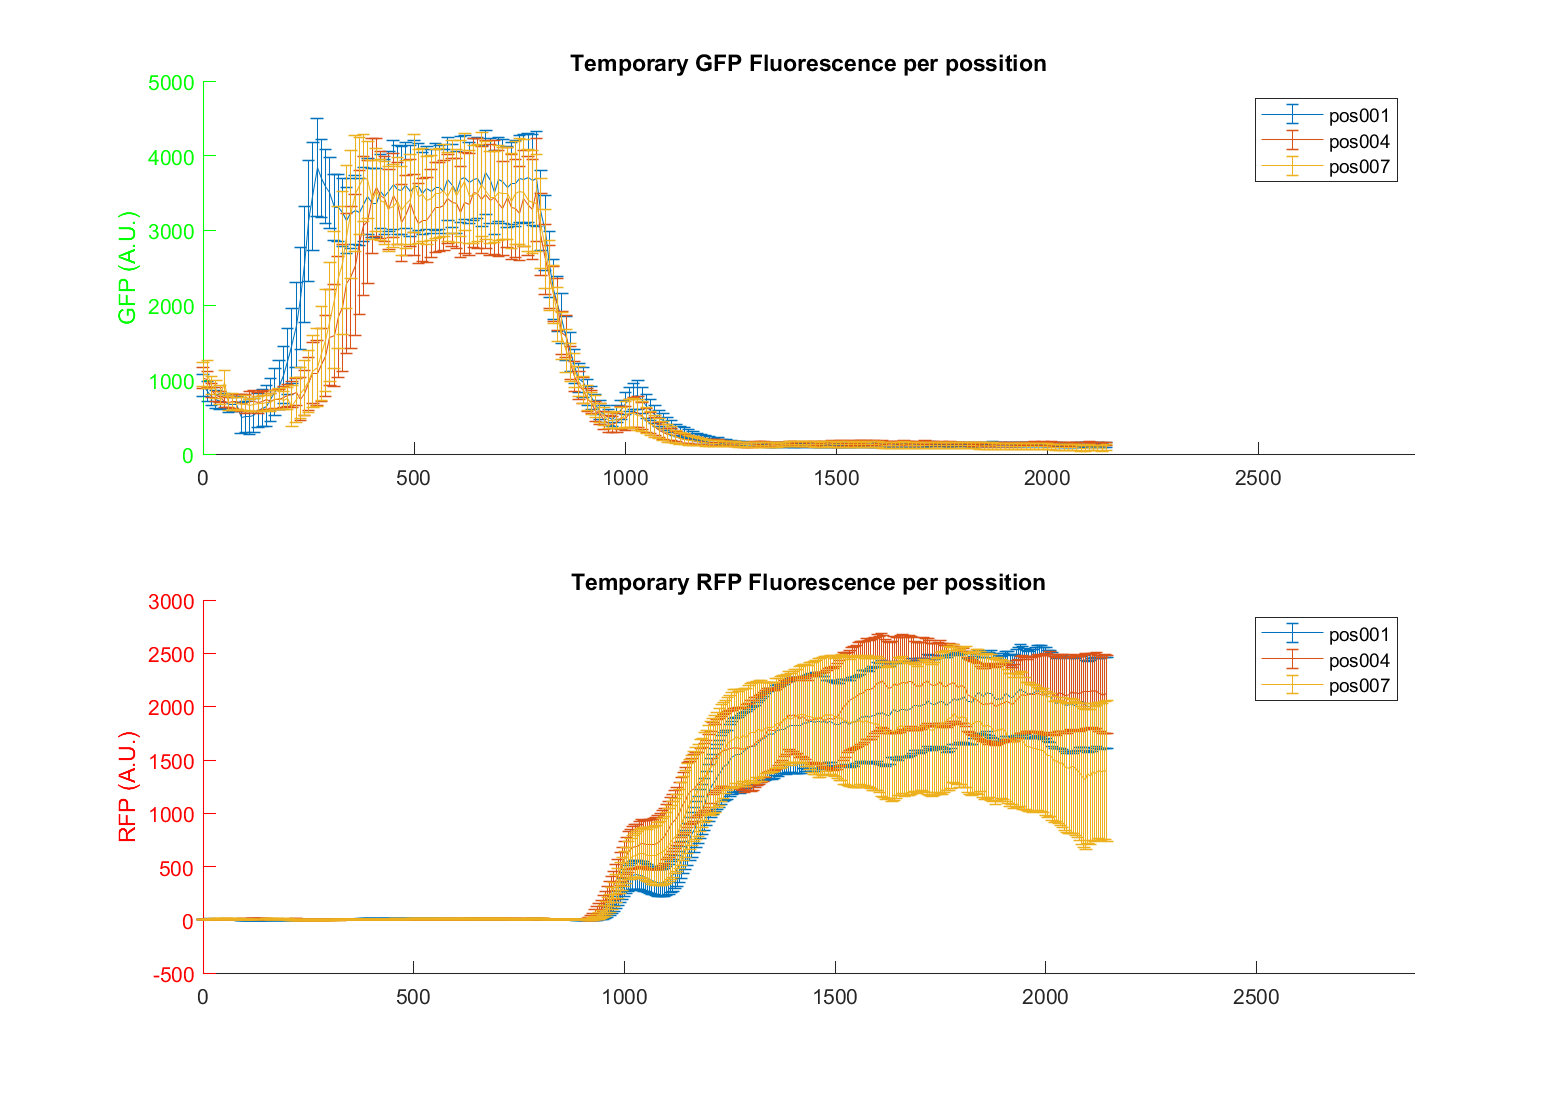 Temporary GFP Fluorescence per possition
5000
4000
3000
2000
1000
0
GFP (A.U.)
0 500 1000 1500 2000 2500
pos001
pos004
pos007
Temporary RFP Fluorescence per possition
3000
2500
2000
1500
1000
500
0
-500
RFP (A.U.)
0 500 1000 1500 2000 2500
pos001
pos004
pos007